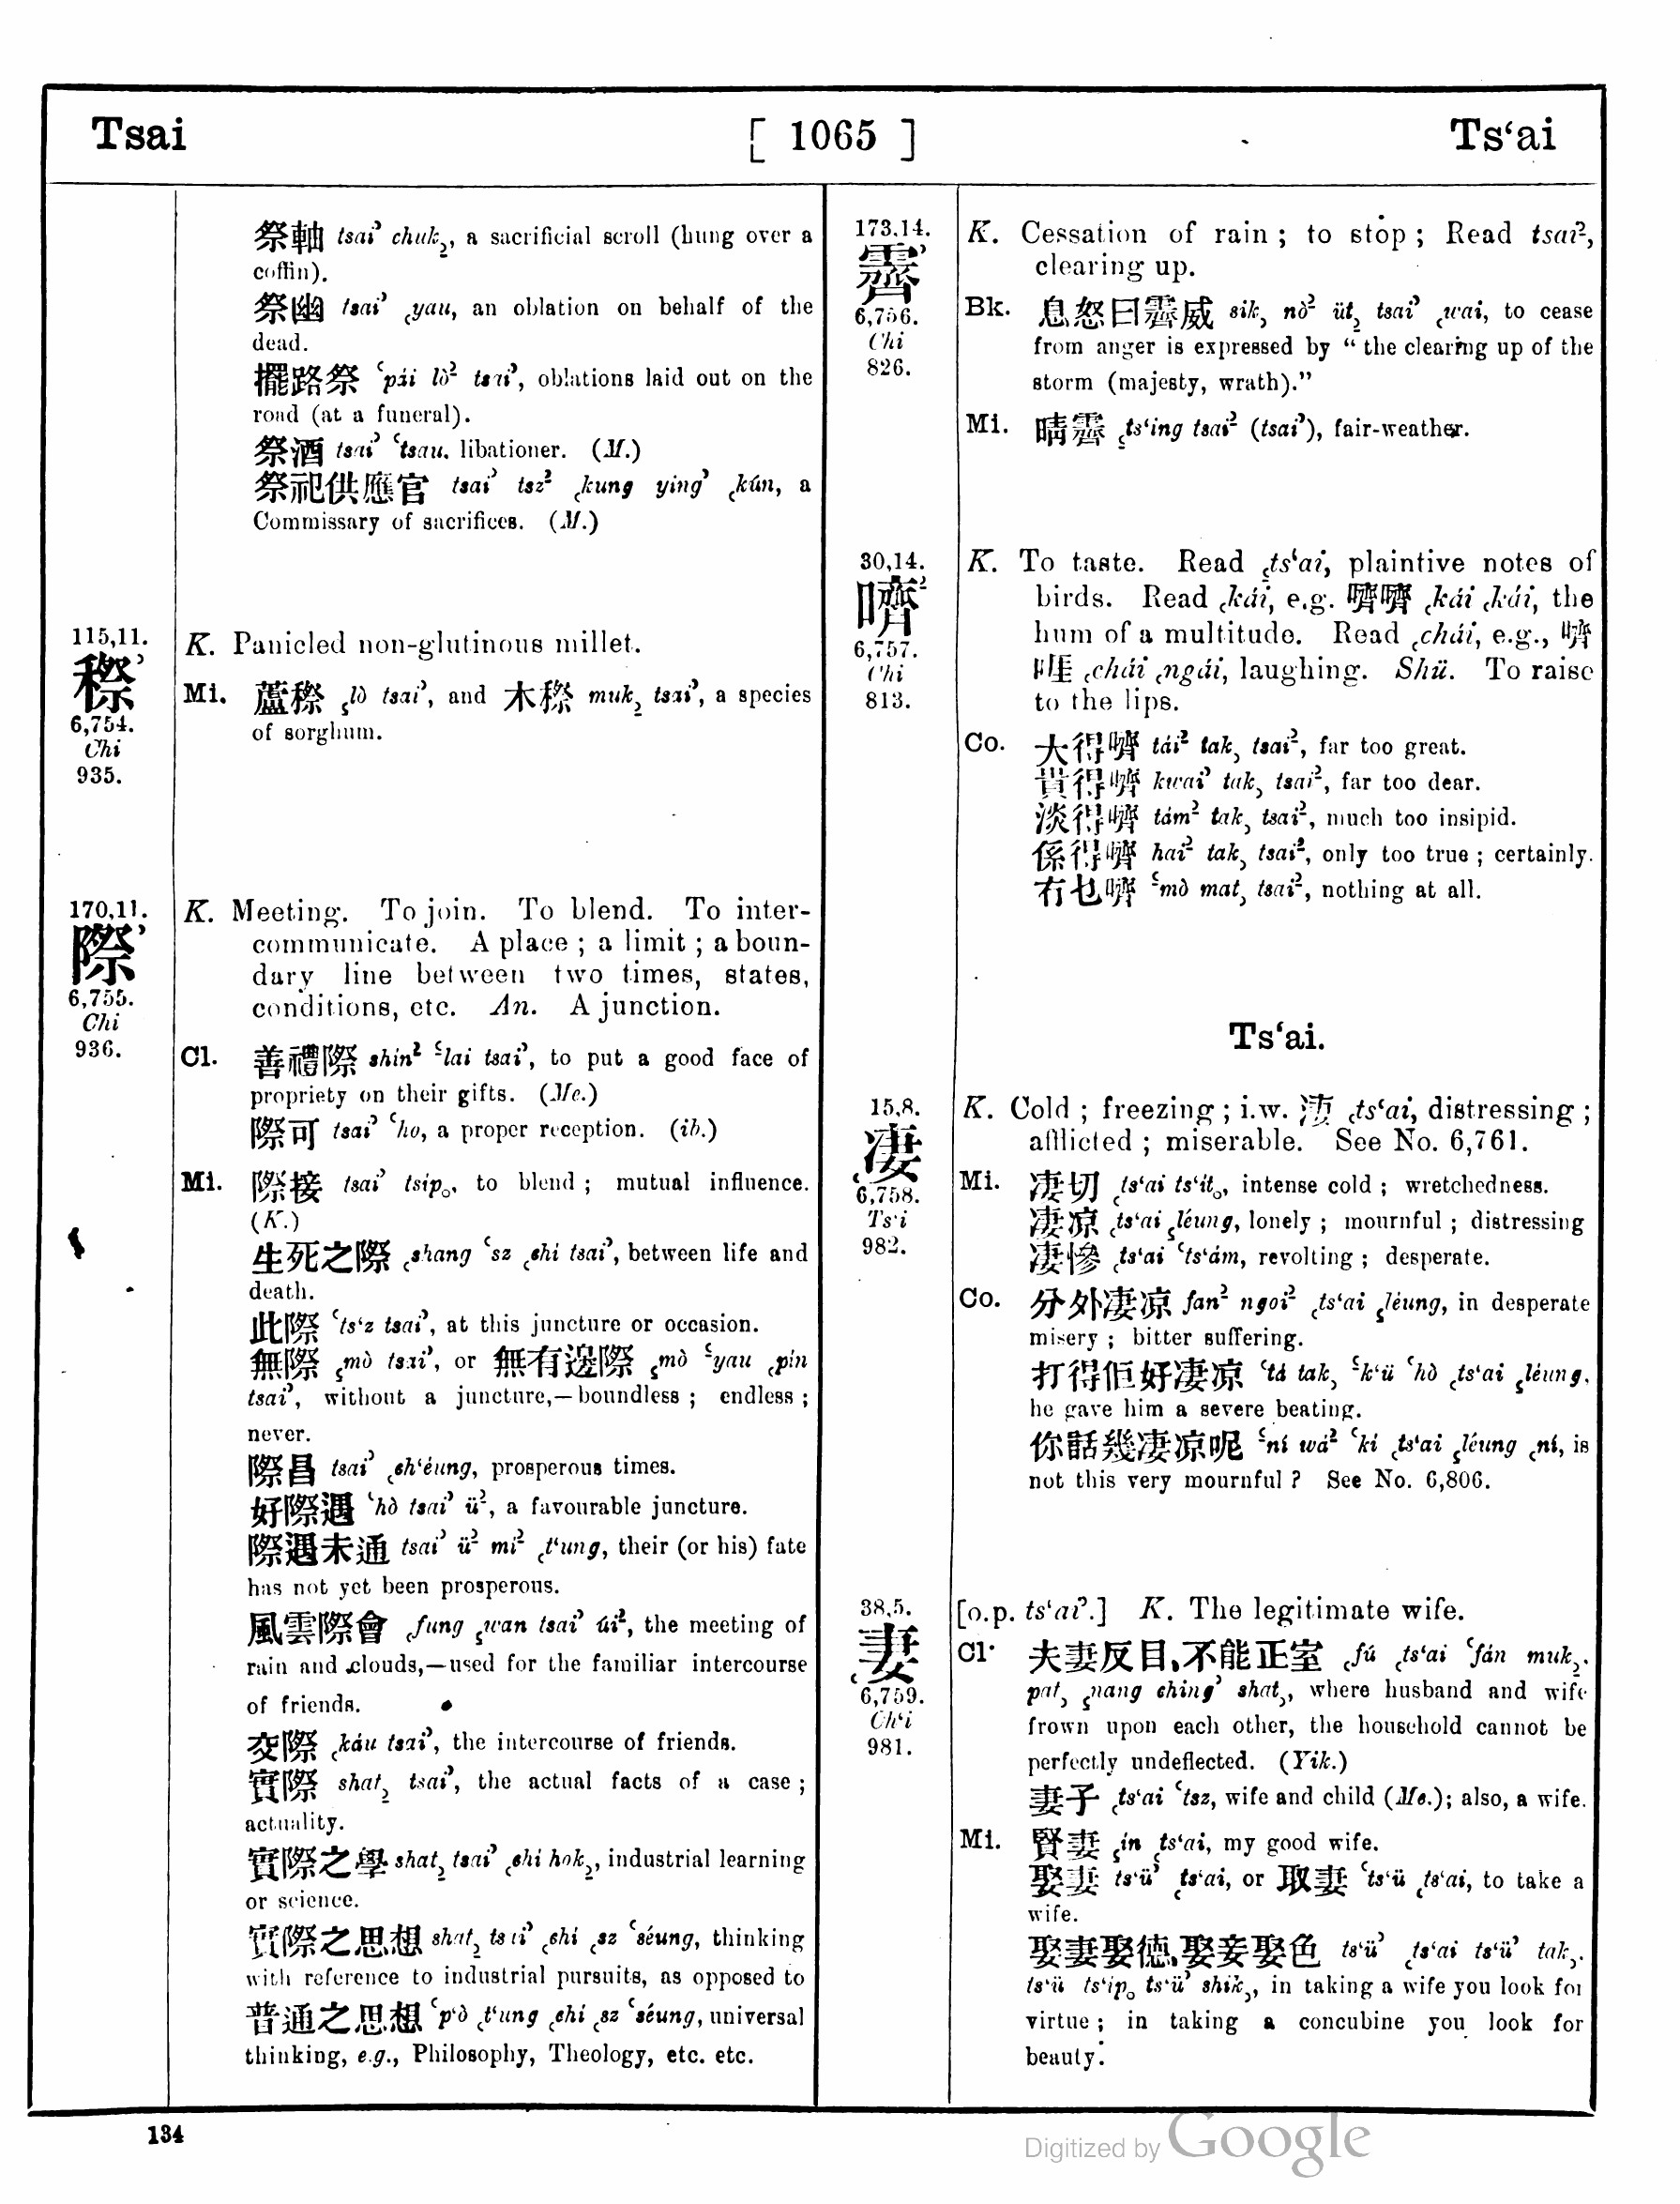 Tsai
[ 1065 ]
Ts‘ai
祭軸 tsai’ chuk₂, a sacrificial scroll (hung over a
coffin).
祭幽 tsai’ ˛yau, an oblation on behalf of the
dead.
擺路祭 ‘pái lò² tsai’, oblations laid out on the
road (at a funeral).
祭酒 tsai’ ‘tsau. libationer. (M.)
祭祀供應官 tsai’ tsz² ˛kung ying’ ˛kún, a
Commissary of sacrifices. (M.)
115,11.
穄’
6,754.
Chi
935.
K. Panicled non-glutinous millet.
Mi. 蘆穄 ˛lò tsai’, and 木穄 muk₂ tsai’, a species
of sorghum.
170,11.
際’
6,755.
Chi
936.
K. Meeting. To join. To blend. To inter-
communicate. A place ; a limit ; a boun-
dary line between two times, states,
conditions, etc. An. A junction.
Cl. 善禮際 shin² ‘lai tsai’, to put a good face of
propriety on their gifts. (Me.)
際可 tsai’ ‘ho, a proper reception. (ib.)
Mi. 際接 tsai’ tsipₒ, to blend ; mutual influence.
(K.)
生死之際 ˛shang ‘sz ˛chi tsai’, between life and
death.
此際 ‘ts‘z tsai’, at this juncture or occasion.
無際 ˛mò tsai’, or 無有邊際 ˛mò ‘yau ˛pín
tsai’, without a juncture,—boundless ; endless ;
never.
際昌 tsai’ ˛ch‘éung, prosperous times.
好際遇 ‘hò tsai’ ü², a favourable juncture.
際遇未通 tsai’ ü² mí² ˛t‘ung, their (or his) fate
has not yet been prosperous.
風雲際會 ˛fung ˛wan tsai’ úi², the meeting of
rain and clouds,—used for the familiar intercourse
of friends.
交際 ˛káu tsai’, the intercourse of friends.
實際 shat₂ tsai’, the actual facts of a case ;
actuality.
實際之學 shat₂ tsai’ ˛chi hok₂, industrial learning
or science.
實際之思想 shat₂ tsai’ ˛chi ˛sz ‘séung, thinking
with reference to industrial pursuits, as opposed to
普通之思想 ‘p‘ò ˛t‘ung ˛chi ˛sz ‘séung, universal
thinking, e.g., Philosophy, Theology, etc. etc.
173,14.
霽’
6,756.
Chi
826.
K. Cessation of rain ; to stop ; Read tsai²,
clearing up.
Bk. 息怒曰霽威 sik, nò² üt₂ tsai’ ˛wai, to cease
from anger is expressed by “ the clearing up of the
storm (majesty, wrath).”
Mi. 晴霽 ˛ts‘ing tsai² (tsai’), fair-weather.
30,14.
嚌²
6,757.
Chi
813.
K. To taste. Read ˛ts‘ai, plaintive notes of
birds. Read ˛kái, e.g. 嚌嚌 ˛kái ˛kái, the
hum of a multitude. Read ˛chái, e.g., 嚌
啀 ˛chái ˛ngái, laughing. Shü. To raise
to the lips.
Co. 大得嚌 tái² tak, tsai², far too great.
貴得嚌 kwai’ tak, tsai², far too dear.
淡得嚌 tám² tak, tsai², much too insipid.
係得嚌 hai² tak, tsai², only too true ; certainly.
冇乜嚌 ‘mò mat, tsai², nothing at all.
Ts‘ai.
15,8.
˛凄
6,758.
Ts‘i
982.
K. Cold ; freezing ; i.w. 淒 ˛ts‘ai, distressing ;
afflicted ; miserable. See No. 6,761.
Mi. 凄切 ˛ts‘ai ts‘itₒ, intense cold ; wretchedness.
凄凉 ˛ts‘ai ˛léung, lonely ; mournful ; distressing
凄慘 ˛ts‘ai ‘ts‘ám, revolting ; desperate.
Co. 分外凄凉 fan² ngoi² ˛ts‘ai ˛léung, in desperate
misery ; bitter suffering.
打得佢好凄凉 ‘tá tak, ‘k‘ü ‘hò ˛ts‘ai ˛léung,
he gave him a severe beating.
你話幾凄凉呢 ‘ní wá² ‘kí ˛ts‘ai ˛léung ˛ní, is
not this very mournful ? See No. 6,806.
38,5.
˛妻
6,759.
Ch‘i
981.
[o.p. ts‘ai’.] K. The legitimate wife.
Cl· 夫妻反目,不能正室 ˛fú ˛ts‘ai ‘fán muk₂,
pat, ˛nang ching’ shat,, where husband and wife
frown upon each other, the household cannot be
perfectly undeflected. (Yik.)
妻子 ˛ts‘ai ‘tsz, wife and child (Me.); also, a wife.
Mi. 賢妻 ˛ín ˛ts‘ai, my good wife.
娶妻 ts‘ü’ ˛ts‘ai, or 取妻 ‘ts‘ü ˛ts‘ai, to take a
wife.
娶妻娶德,娶妾娶色 ts‘ü’ ˛ts‘ai ts‘ü’ tak,,
ts‘ü ts‘ipₒ ts‘ü’ shik,, in taking a wife you look for
virtue ; in taking a concubine you look for
beauty.
134
Digitized by Google